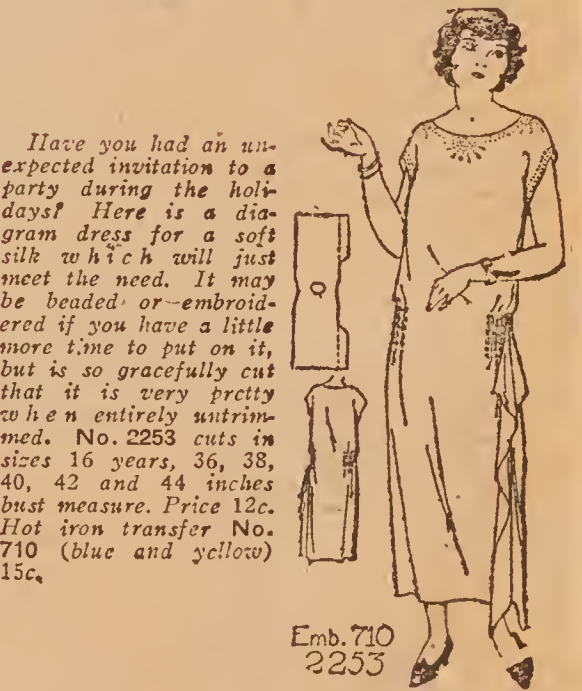 Have you had an un-
expected invitation to a
party during the holi-
days? Here is a dia-
gram dress for a soft
silk which will just
meet the need. It may
be beaded or embroid-
ered if you have a little
more time to put on it,
but is so gracefully cut
that it is very pretty
when entirely untrim-
med. No. 2253 cuts in
sizes 16 years, 36, 38,
40, 42 and 44 inches
bust measure. Price 12c.
Hot iron transfer No.
710 (blue and yellow)
15c.
Emb. 710
2253